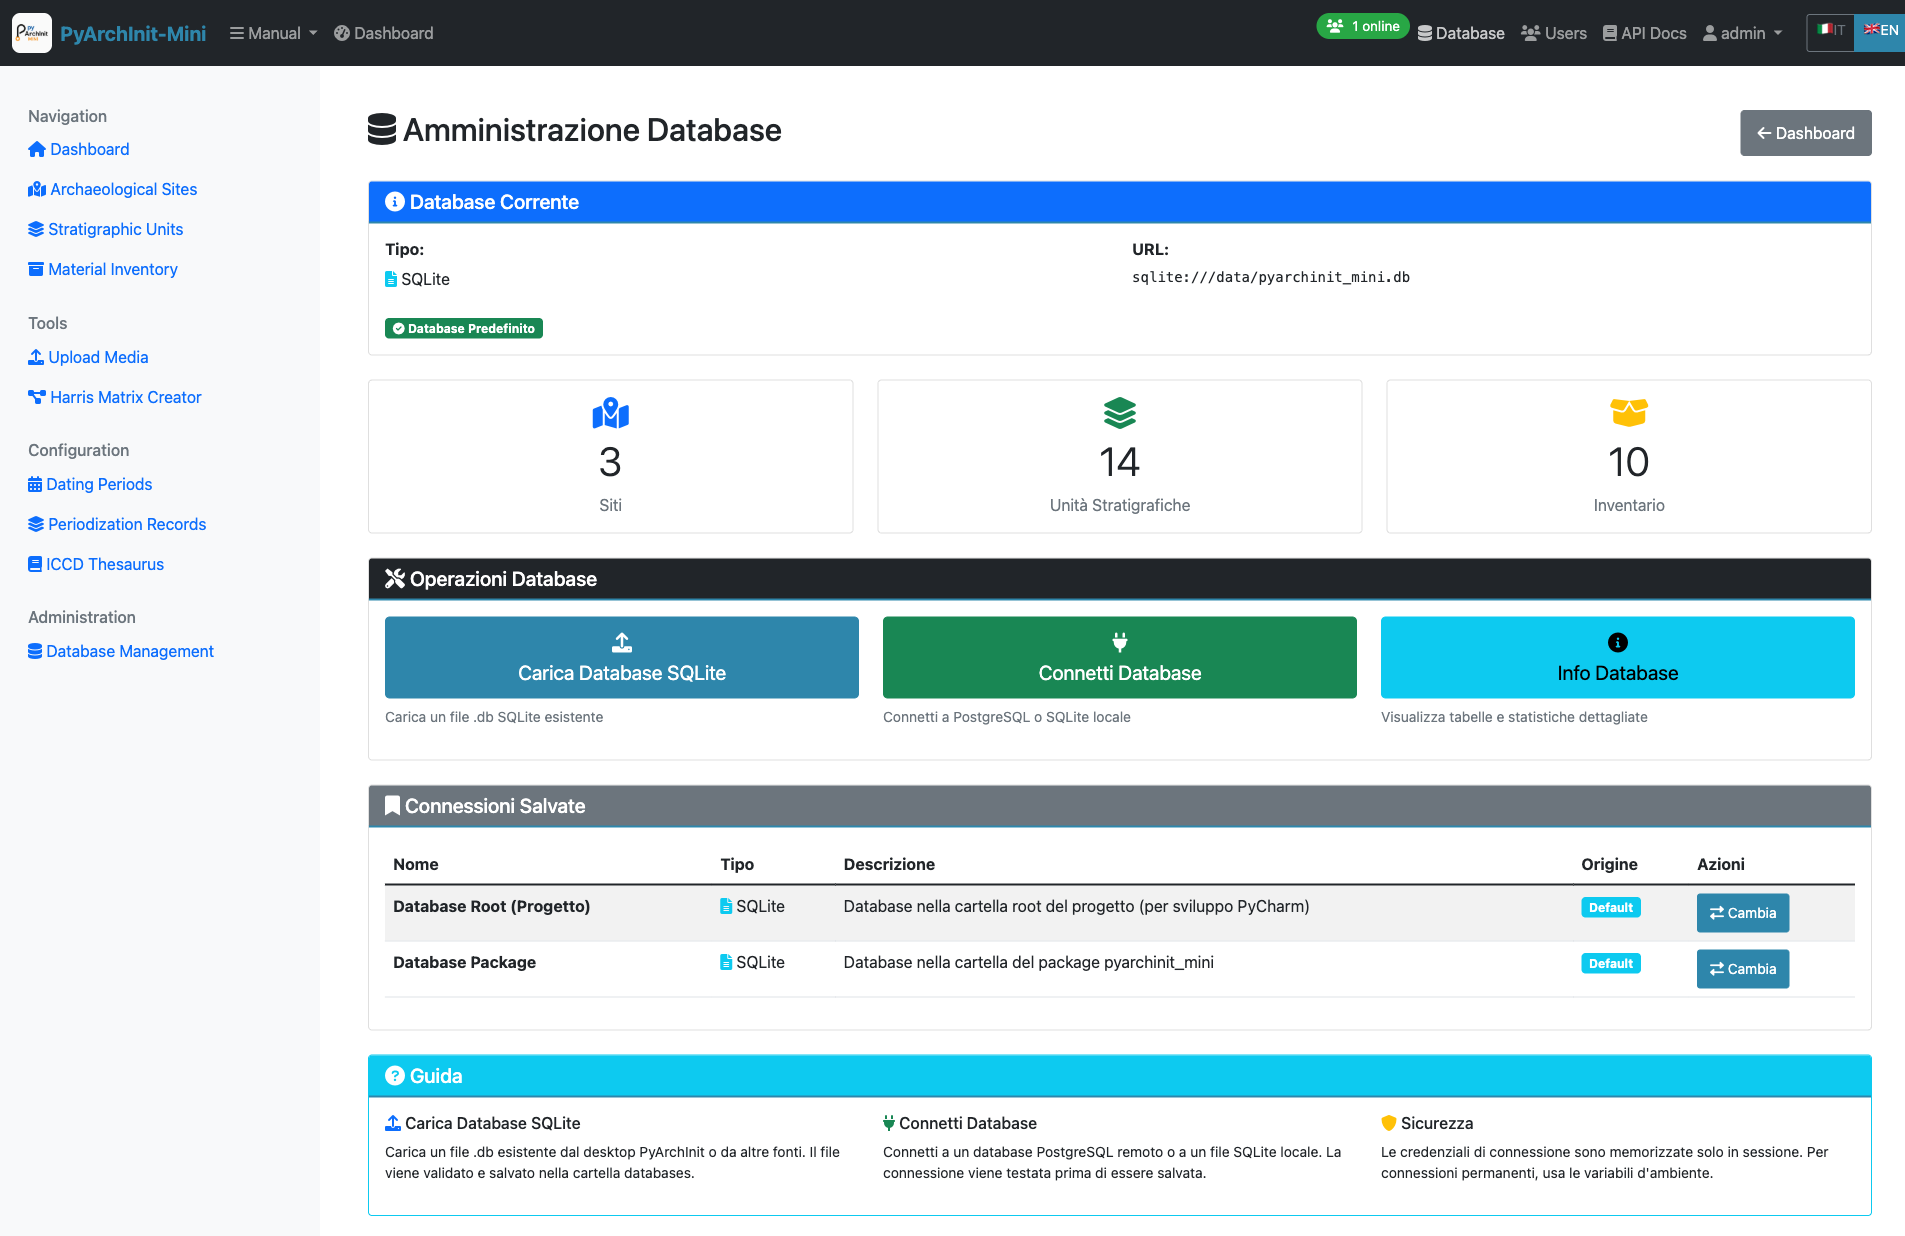 PyArchInit-Mini
Manual
Dashboard
1 online
Database
Users
API Docs
admin
IT
EN
Navigation
Dashboard
Archaeological Sites
Stratigraphic Units
Material Inventory
Tools
Upload Media
Harris Matrix Creator
Configuration
Dating Periods
Periodization Records
ICCD Thesaurus
Administration
Database Management
Amministrazione Database
Dashboard
Database Corrente
Tipo:
SQLite
Database Predefinito
URL:
sqlite:///data/pyarchinit_mini.db
3
Siti
14
Unità Stratigrafiche
10
Inventario
Operazioni Database
Carica Database SQLite
Carica un file .db SQLite esistente
Connetti Database
Connetti a PostgreSQL o SQLite locale
Info Database
Visualizza tabelle e statistiche dettagliate
Connessioni Salvate
Nome Tipo Descrizione Origine Azioni
Database Root (Progetto) SQLite Database nella cartella root del progetto (per sviluppo PyCharm) Default Cambia
Database Package SQLite Database nella cartella del package pyarchinit_mini Default Cambia
Guida
Carica Database SQLite
Carica un file .db esistente dal desktop PyArchInit o da altre fonti. Il file
viene validato e salvato nella cartella databases.
Connetti Database
Connetti a un database PostgreSQL remoto o a un file SQLite locale. La
connessione viene testata prima di essere salvata.
Sicurezza
Le credenziali di connessione sono memorizzate solo in sessione. Per
connessioni permanenti, usa le variabili d'ambiente.